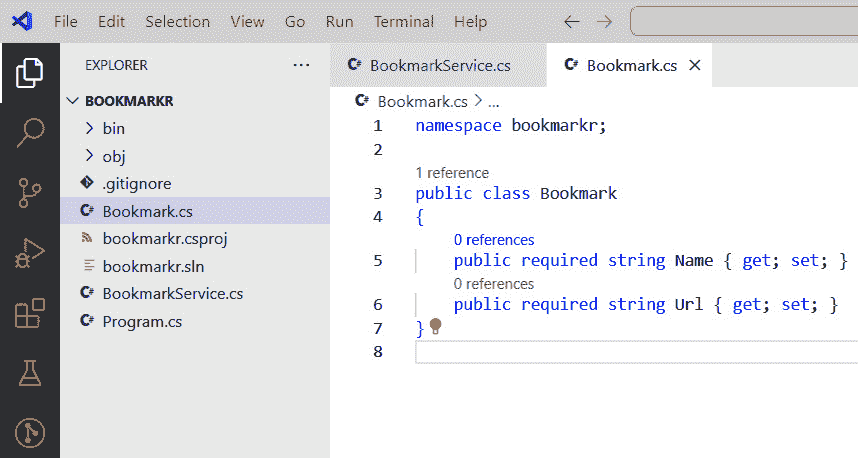 File Edit Selection View Go Run Terminal Help
EXPLORER ...
BOOKMARKR
bin
obj
.gitignore
Bookmark.cs
bookmarkr.csproj
bookmarkr.sln
BookmarkService.cs
Program.cs
BookmarkService.cs Bookmark.cs
Bookmark.cs > ...
1 namespace bookmarkr;
2
1 reference
3 public class Bookmark
4 {
0 references
5 public required string Name { get; set; }
0 references
6 public required string Url { get; set; }
7 }
8